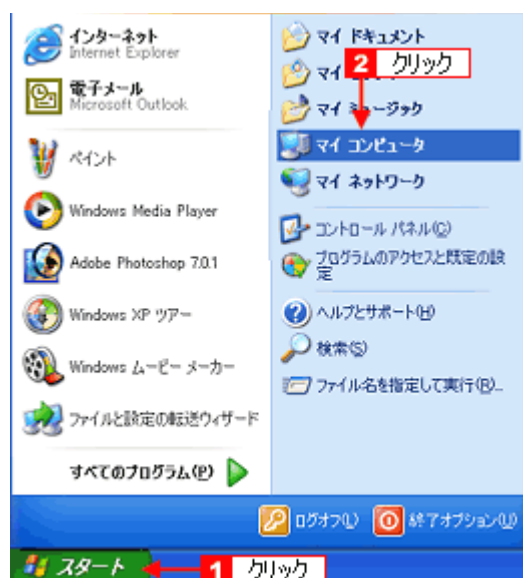 インターネット
Internet Explorer
電子メール
Microsoft Outlook
ペイント
Windows Media Player
Adobe Photoshop 7.0.1
Windows XP ツアー
Windows ムービー メーカー
ファイルと設定の転送ウィザード
すべてのプログラム(P)
マイ ドキュメント
マイ
2 クリック
マイ ミュージック
マイ コンピュータ
マイ ネットワーク
コントロール パネル(C)
プログラムのアクセスと既定の設
定
ヘルプとサポート(H)
検索(S)
ファイル名を指定して実行(R)...
ログオフ(L)
終了オプション(U)
スタート
1 クリック